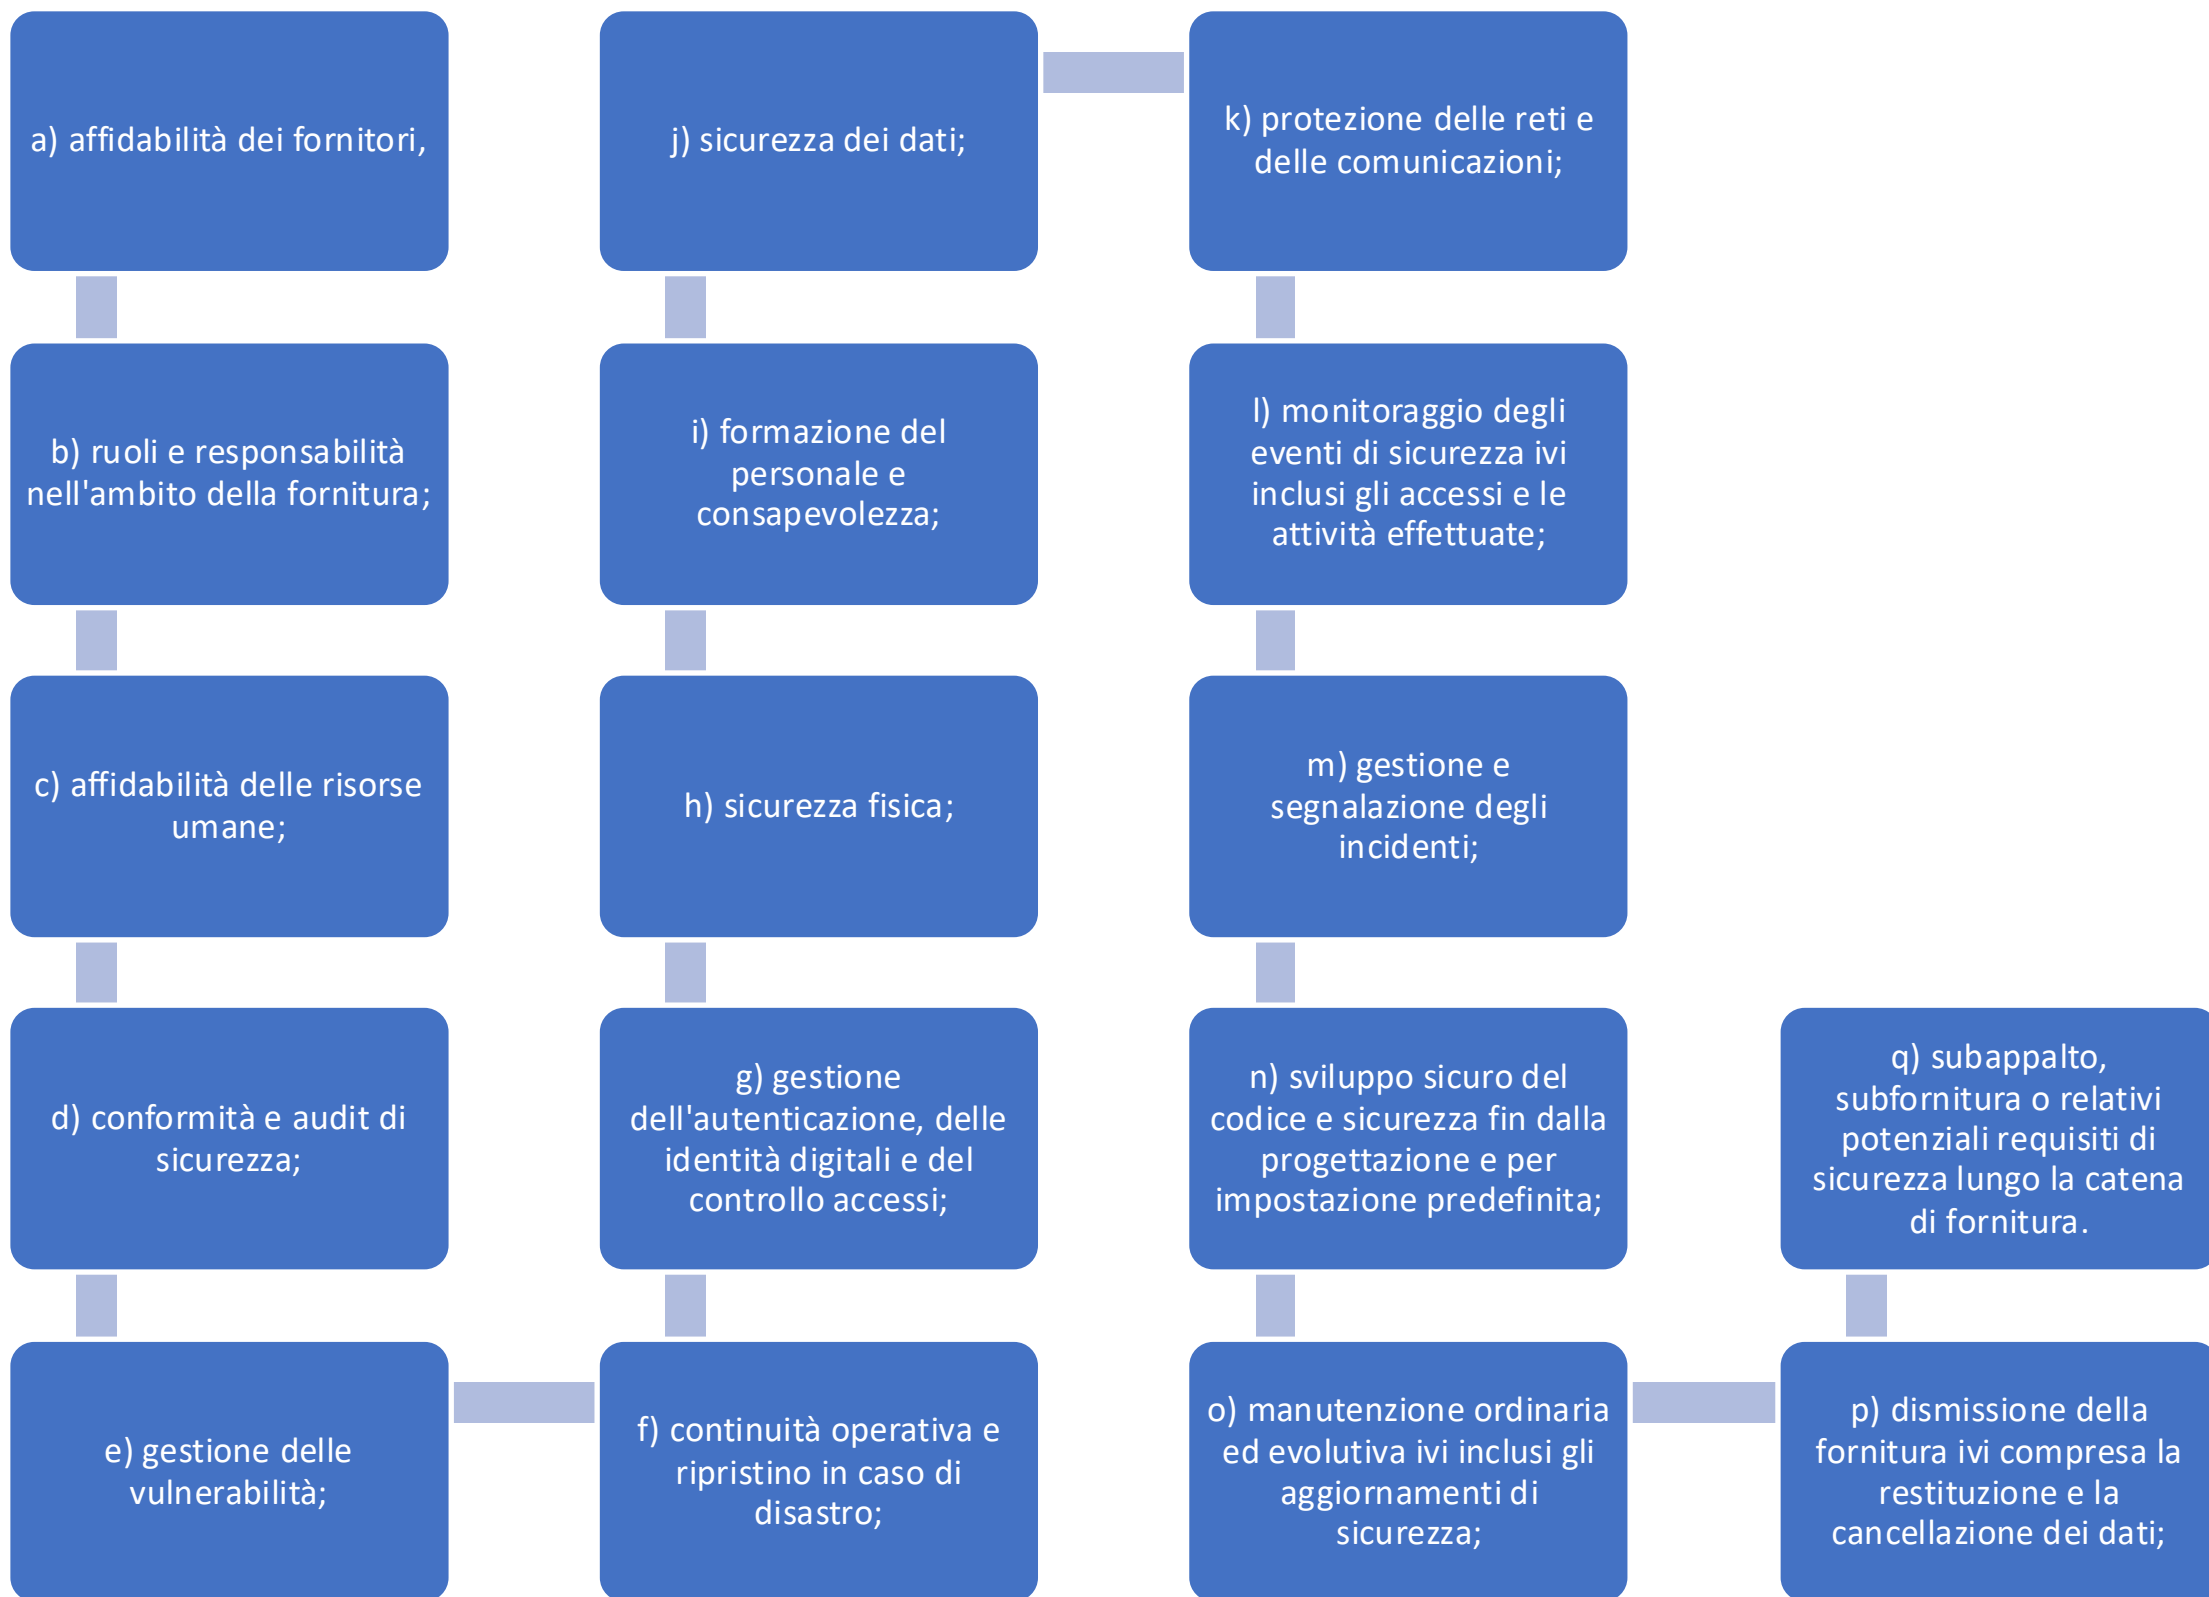 a) affidabilità dei fornitori,
b) ruoli e responsabilità
nell'ambito della fornitura;
c) affidabilità delle risorse
umane;
d) conformità e audit di
sicurezza;
e) gestione delle
vulnerabilità;
f) continuità operativa e
ripristino in caso di
disastro;
g) gestione
dell'autenticazione, delle
identità digitali e del
controllo accessi;
h) sicurezza fisica;
i) formazione del
personale e
consapevolezza;
j) sicurezza dei dati;
k) protezione delle reti e
delle comunicazioni;
l) monitoraggio degli
eventi di sicurezza ivi
inclusi gli accessi e le
attività effettuate;
m) gestione e
segnalazione degli
incidenti;
n) sviluppo sicuro del
codice e sicurezza fin dalla
progettazione e per
impostazione predefinita;
o) manutenzione ordinaria
ed evolutiva ivi inclusi gli
aggiornamenti di
sicurezza;
p) dismissione della
fornitura ivi compresa la
restituzione e la
cancellazione dei dati;
q) subappalto,
subfornitura o relativi
potenziali requisiti di
sicurezza lungo la catena
di fornitura.